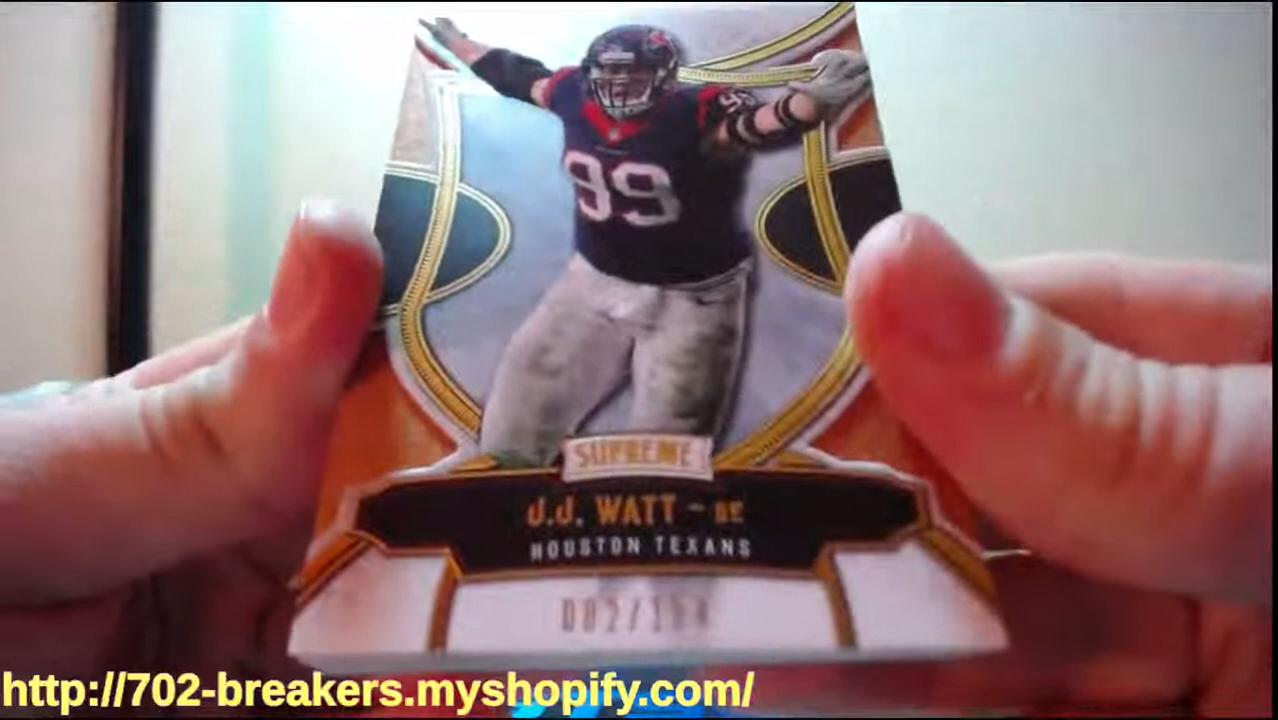 99
SUPREME
J.J. WATT - DE
HOUSTON TEXANS
http://702-breakers.myshopify.com/